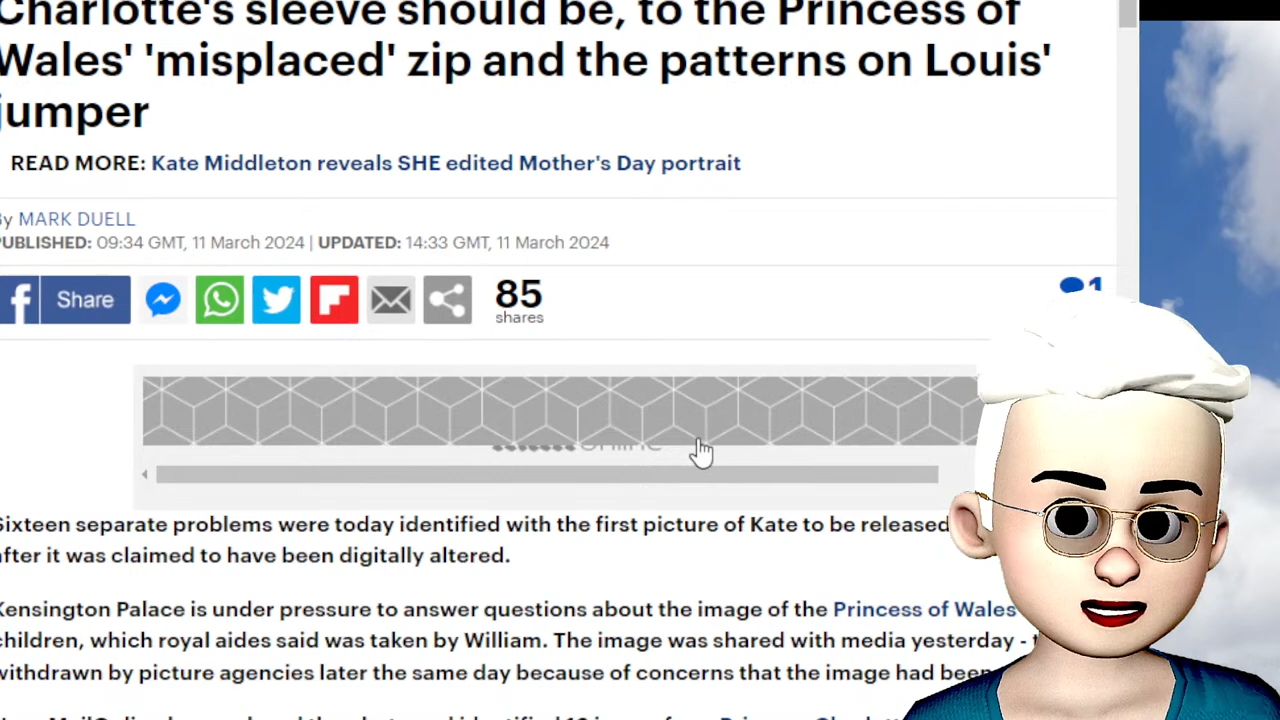 Charlotte's sleeve should be, to the Princess of
Wales' 'misplaced' zip and the patterns on Louis'
jumper
READ MORE: Kate Middleton reveals SHE edited Mother's Day portrait
By MARK DUELL
PUBLISHED: 09:34 GMT, 11 March 2024 | UPDATED: 14:33 GMT, 11 March 2024
f Share 85
shares
1
Sixteen separate problems were today identified with the first picture of Kate to be released
after it was claimed to have been digitally altered.
Kensington Palace is under pressure to answer questions about the image of the Princess of Wales
children, which royal aides said was taken by William. The image was shared with media yesterday -
withdrawn by picture agencies later the same day because of concerns that the image had been